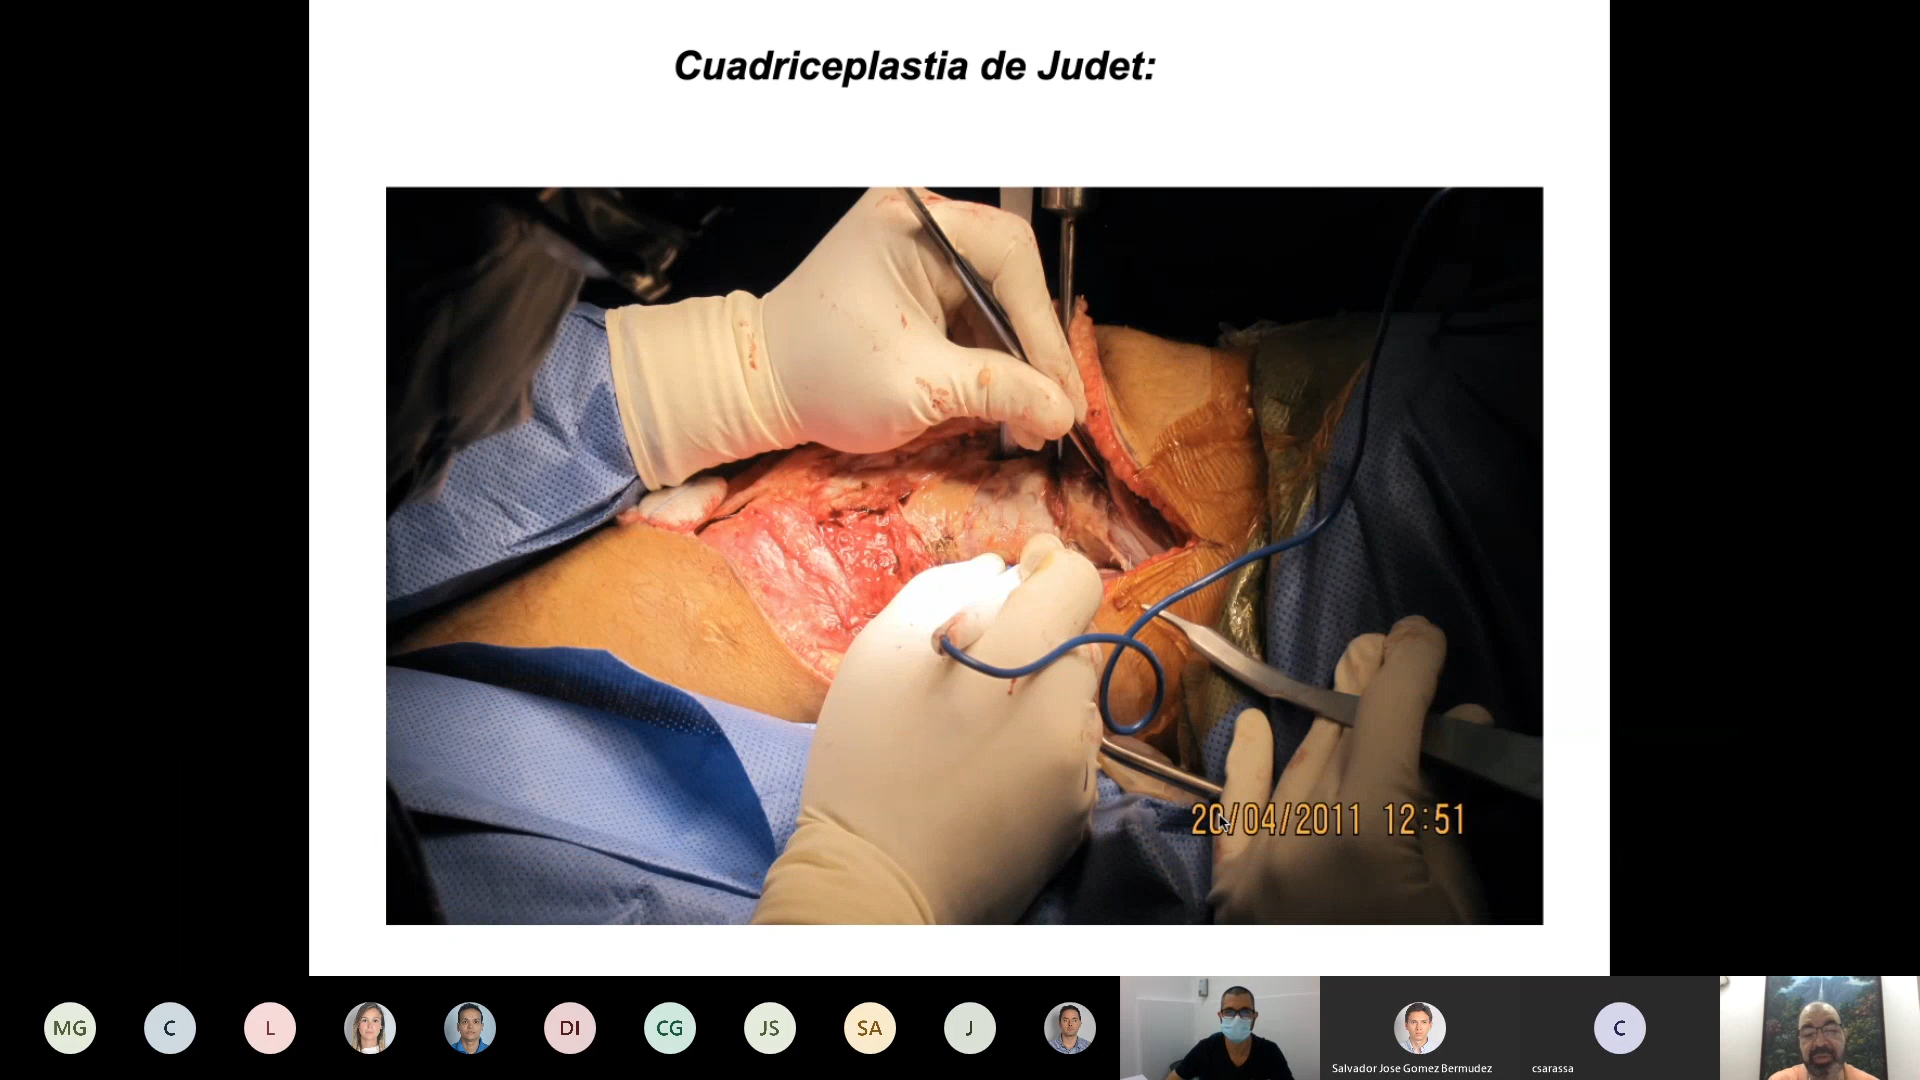 Cuadriceplastia de Judet:
20/04/2011 12:51
MG
C
L
DI
CG
JS
SA
J
C
Salvador Jose Gomez Bermudez
csarassa